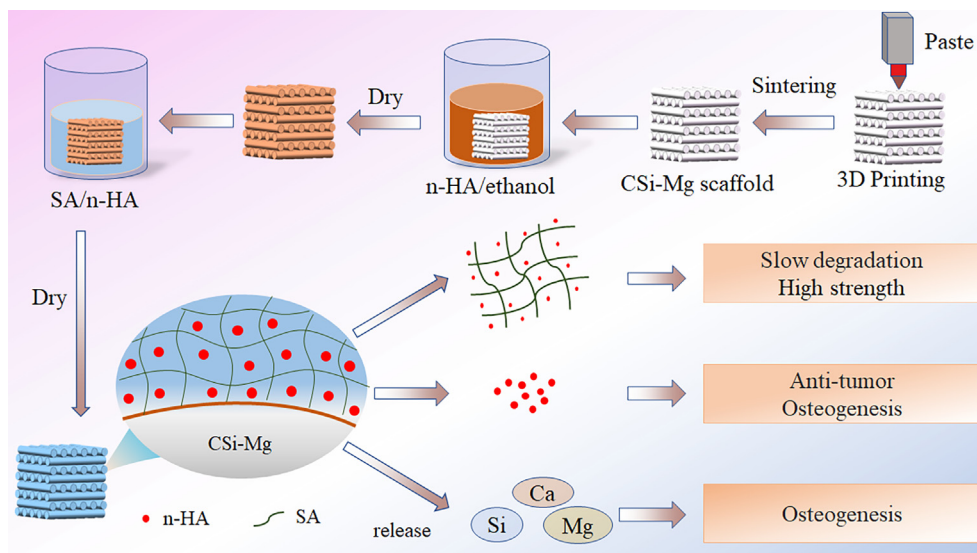 Paste
Sintering
3D Printing
CSi-Mg scaffold
n-HA/ethanol
Dry
SA/n-HA
Dry
CSi-Mg
n-HA
SA
release
Slow degradation
High strength
Anti-tumor
Osteogenesis
Ca
Si
Mg
Osteogenesis